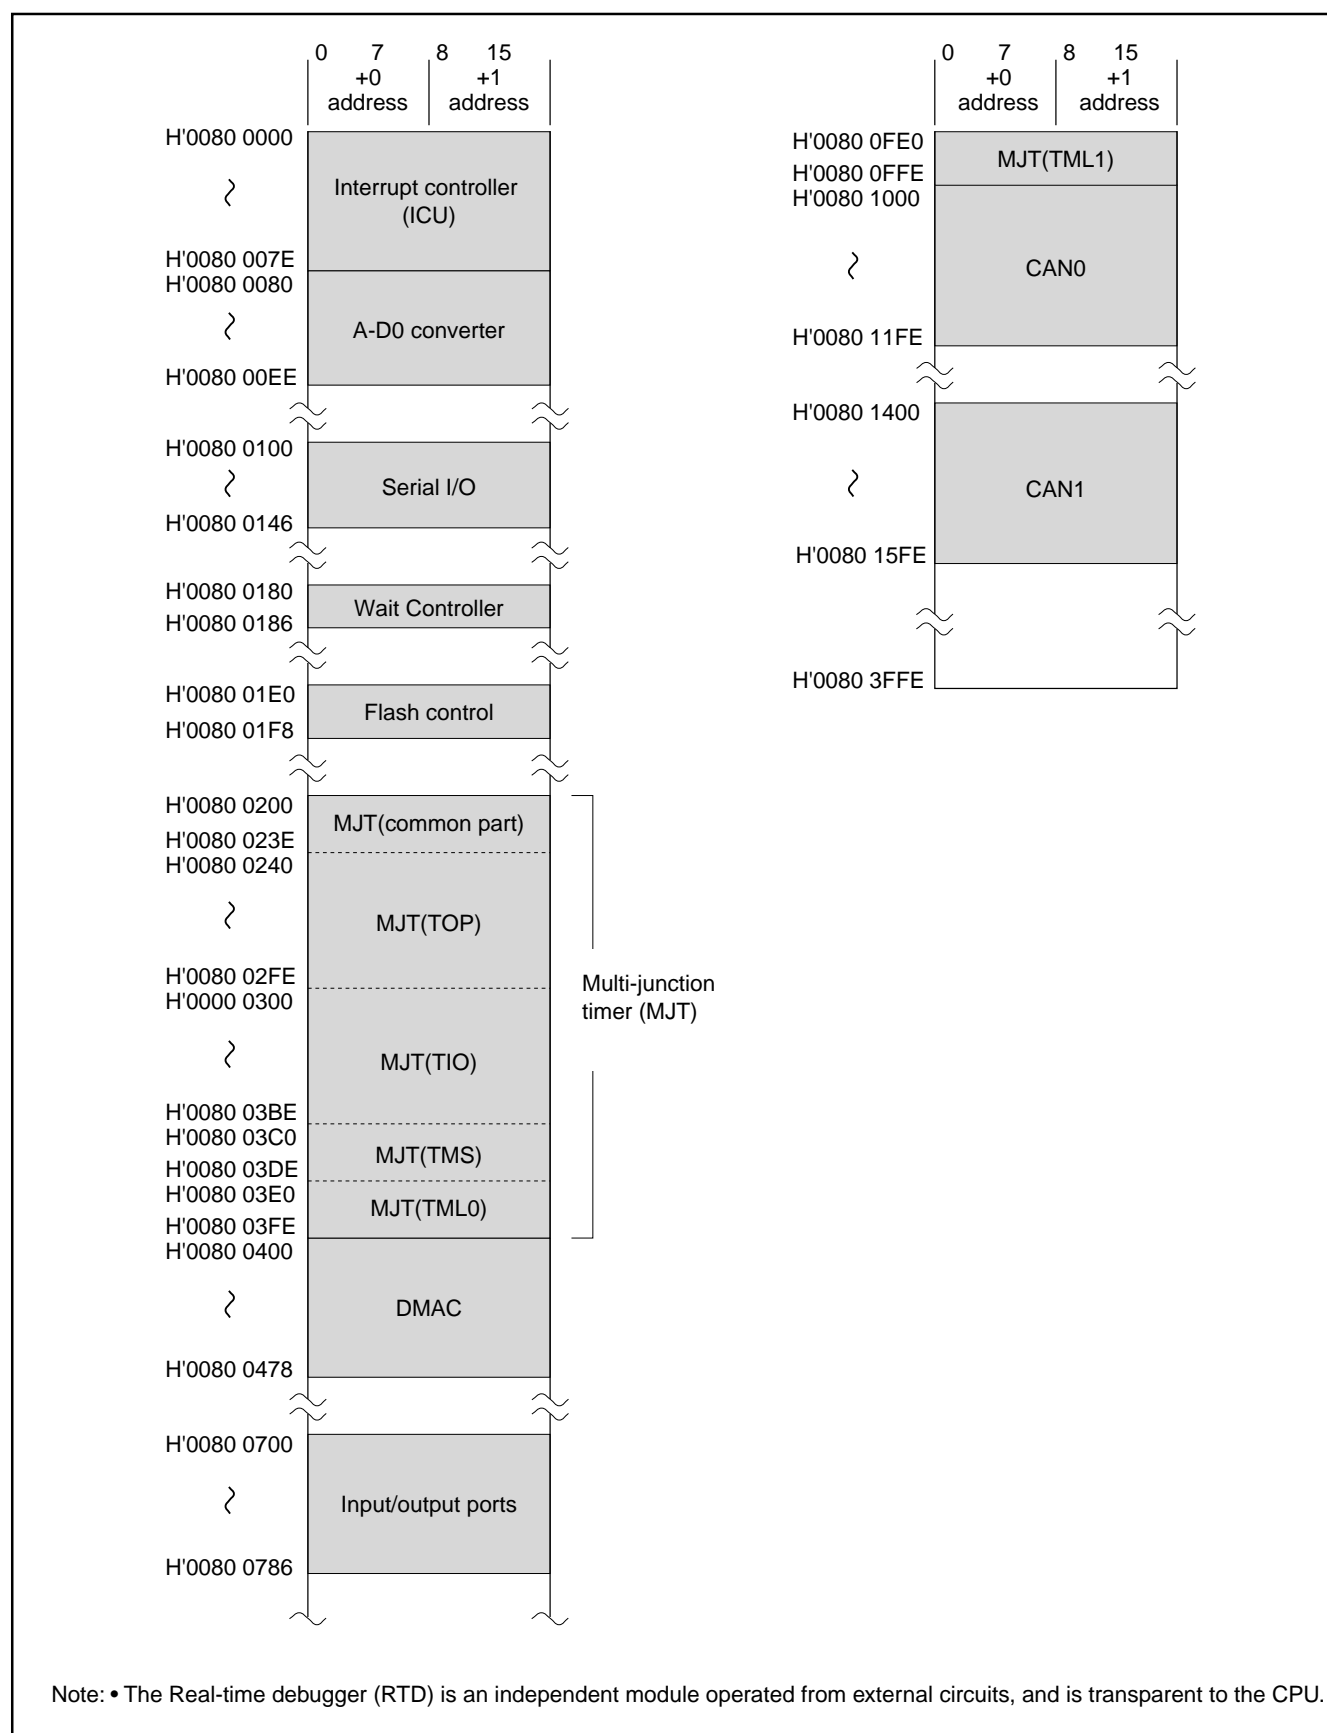 0 7 8 15
+0 +1
address address
H'0080 0000
Interrupt controller
(ICU)
H'0080 007E
H'0080 0080
A-D0 converter
H'0080 00EE
H'0080 0100
Serial I/O
H'0080 0146
H'0080 0180
Wait Controller
H'0080 0186
H'0080 01E0
Flash control
H'0080 01F8
H'0080 0200
MJT(common part)
H'0080 023E
H'0080 0240
MJT(TOP)
H'0080 02FE
H'0000 0300
MJT(TIO)
H'0080 03BE
H'0080 03C0
MJT(TMS)
H'0080 03DE
H'0080 03E0
MJT(TML0)
H'0080 03FE
H'0080 0400
Multi-junction
timer (MJT)
DMAC
H'0080 0478
H'0080 0700
Input/output ports
H'0080 0786
0 7 8 15
+0 +1
address address
H'0080 0FE0
MJT(TML1)
H'0080 0FFE
H'0080 1000
CAN0
H'0080 11FE
H'0080 1400
CAN1
H'0080 15FE
H'0080 3FFE
Note: • The Real-time debugger (RTD) is an independent module operated from external circuits, and is transparent to the CPU.